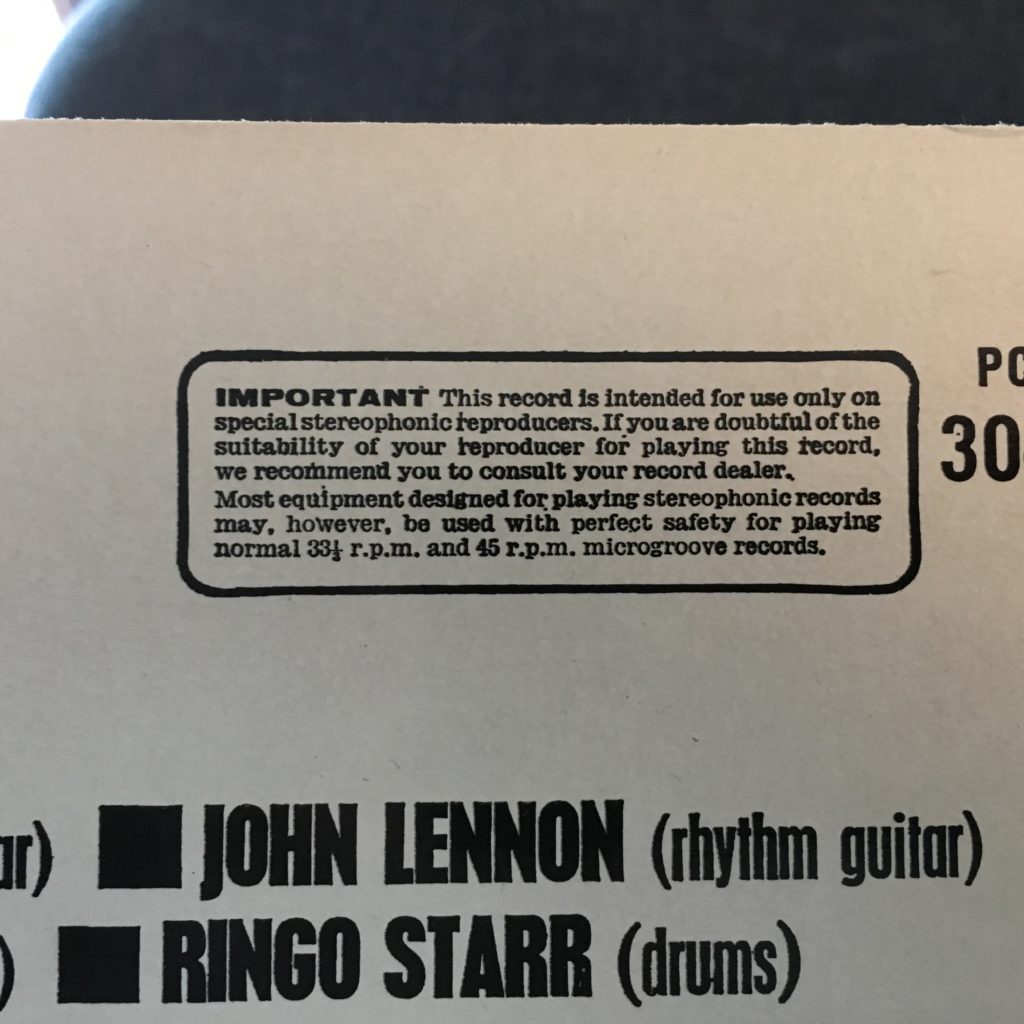 IMPORTANT This record is intended for use only on
special stereophonic reproducers. If you are doubtful of the
suitability of your reproducer for playing this record,
we recommend you to consult your record dealer.
Most equipment designed for playing stereophonic records
may, however, be used with perfect safety for playing
normal 33⅓ r.p.m. and 45 r.p.m. microgroove records.
PC
30
ar) ■ JOHN LENNON (rhythm guitar)
) ■ RINGO STARR (drums)